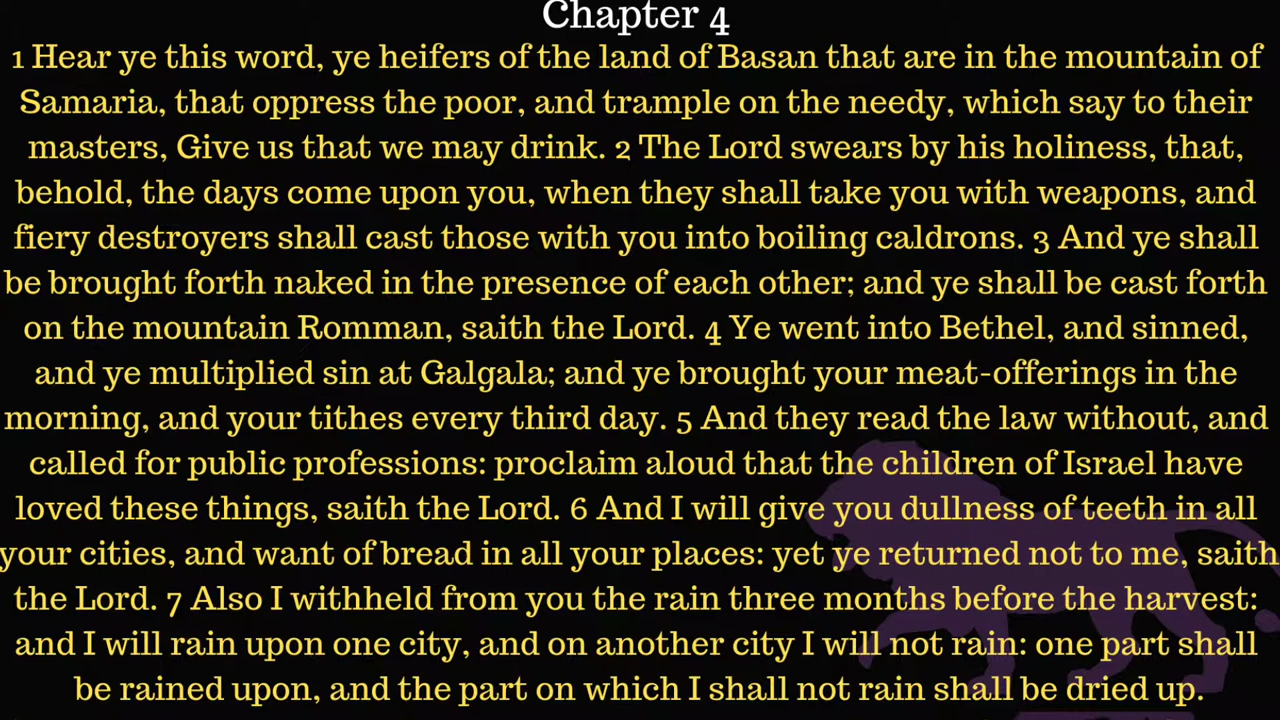 Chapter 4
1 Hear ye this word, ye heifers of the land of Basan that are in the mountain of
Samaria, that oppress the poor, and trample on the needy, which say to their
masters, Give us that we may drink. 2 The Lord swears by his holiness, that,
behold, the days come upon you, when they shall take you with weapons, and
fiery destroyers shall cast those with you into boiling caldrons. 3 And ye shall
be brought forth naked in the presence of each other; and ye shall be cast forth
on the mountain Romman, saith the Lord. 4 Ye went into Bethel, and sinned,
and ye multiplied sin at Galgala; and ye brought your meat-offerings in the
morning, and your tithes every third day. 5 And they read the law without, and
called for public professions: proclaim aloud that the children of Israel have
loved these things, saith the Lord. 6 And I will give you dullness of teeth in all
your cities, and want of bread in all your places: yet ye returned not to me, saith
the Lord. 7 Also I withheld from you the rain three months before the harvest:
and I will rain upon one city, and on another city I will not rain: one part shall
be rained upon, and the part on which I shall not rain shall be dried up.